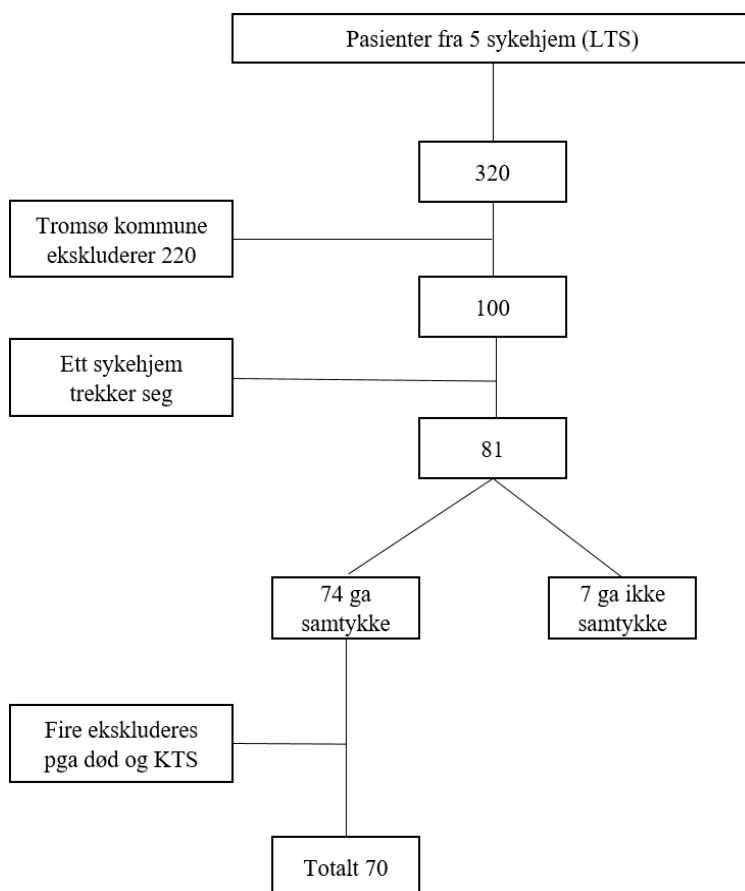 Pasienter fra 5 sykehjem (LTS)
320
Tromsø kommune
ekskluderer 220
100
Ett sykehjem
trekker seg
81
74 ga
samtykke
7 ga ikke
samtykke
Fire ekskluderes
pga død og KTS
Totalt 70